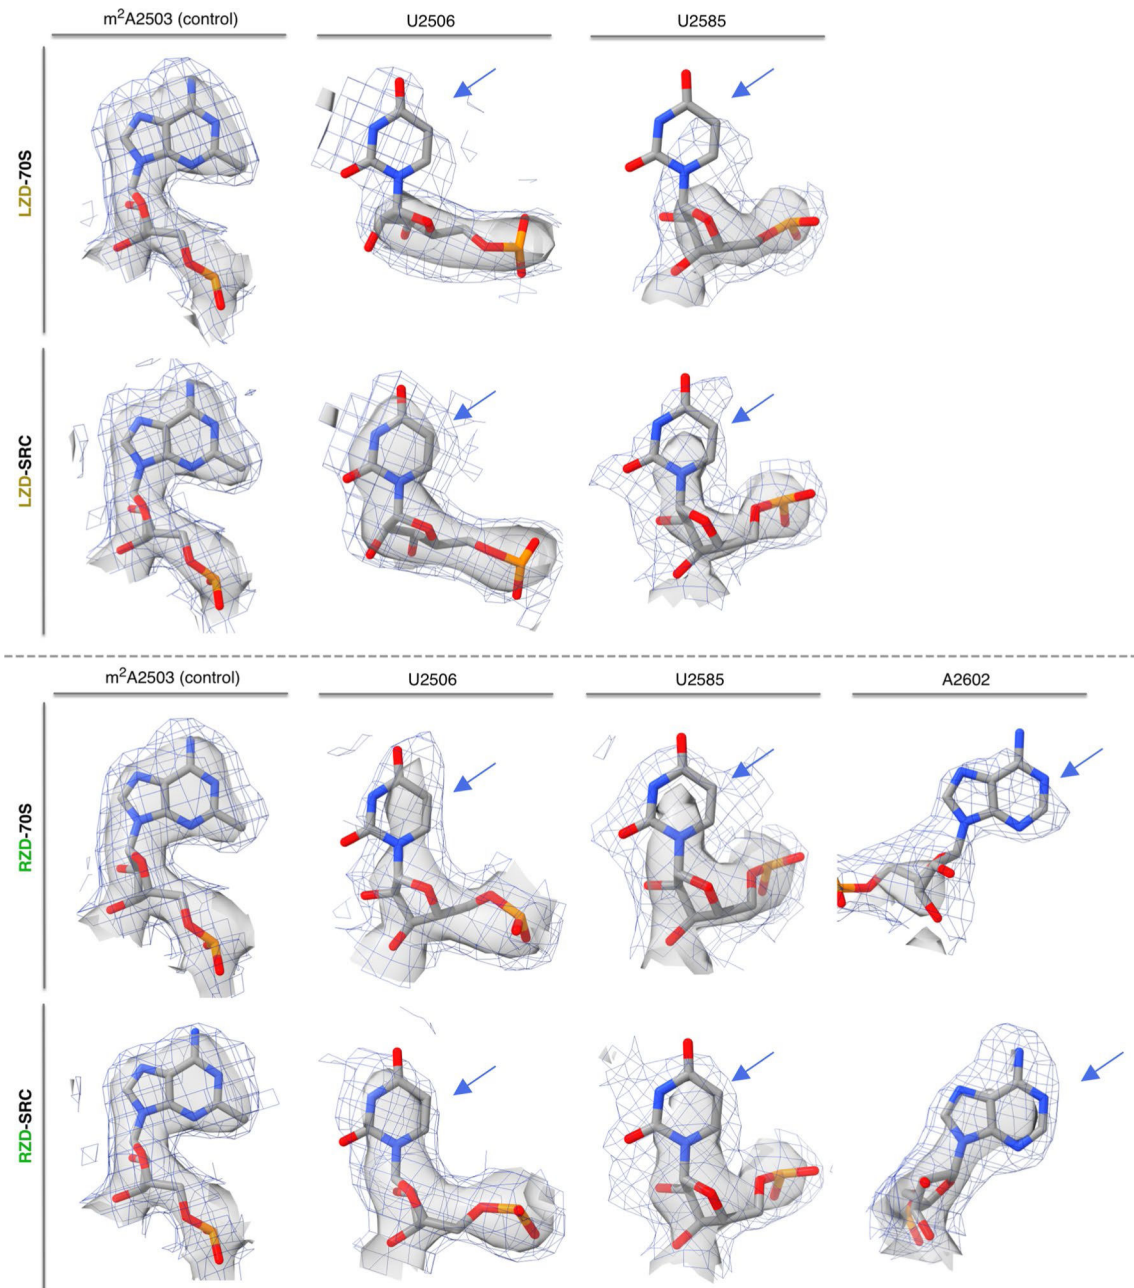 m²A2503 (control) U2506 U2585
LZD-70S
LZD-SRC
m²A2503 (control) U2506 U2585 A2602
RZD-70S
RZD-SRC